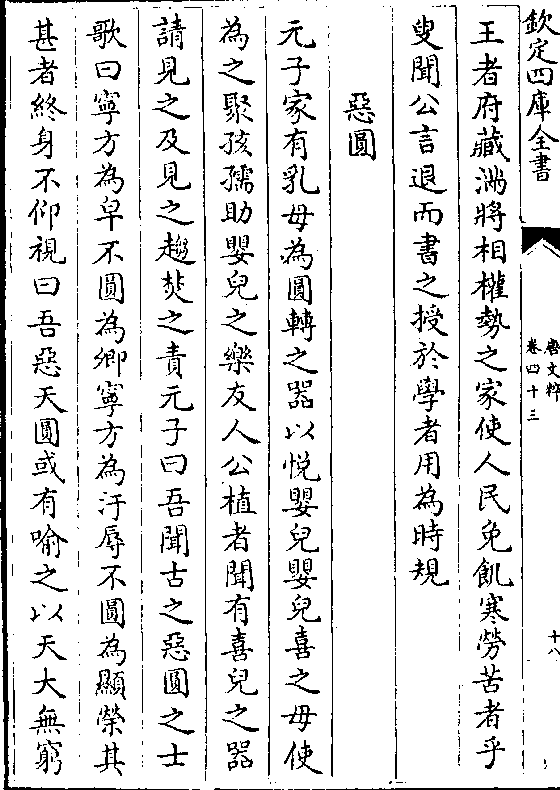 欽定四庫全書
唐文粹
卷四十三
十八
王者府藏滿將相權勢之家使人民免飢寒勞苦者乎
叟聞公言退而書之授於學者用為時規
惡圓
元子家有乳母為圓轉之器以悅嬰兒嬰兒喜之母使
為之聚孩孺助嬰兒之樂友人公植者聞有喜兒之器
請見之及見之趨焚之責元子曰吾聞古之惡圓之士
歌曰寧方為皁不圓為卿寧方為汙辱不圓為顯榮其
甚者終身不仰視曰吾惡天圓或有喻之以天大無窮